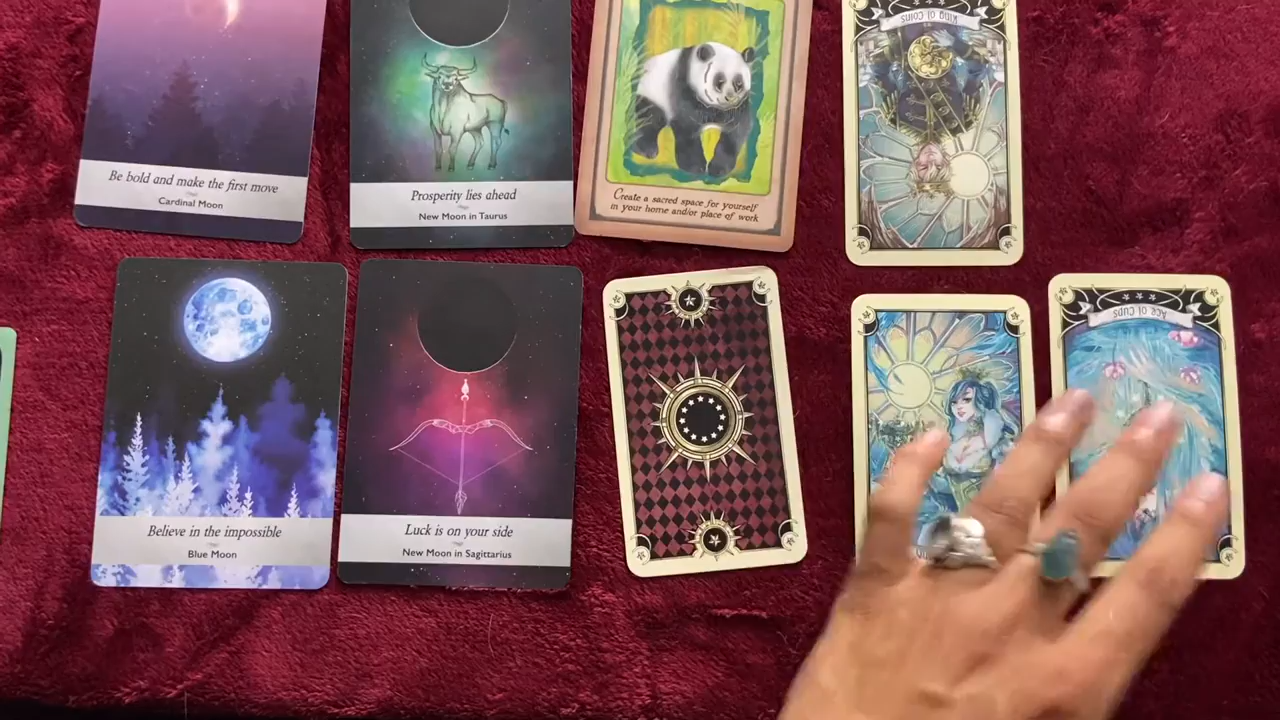 Be bold and make the first move
Cardinal Moon
Prosperity lies ahead
New Moon in Taurus
Create a sacred space for yourself
in your home and/or place of work
King of Coins
Believe in the impossible
Blue Moon
Luck is on your side
New Moon in Sagittarius
Ace of Cups